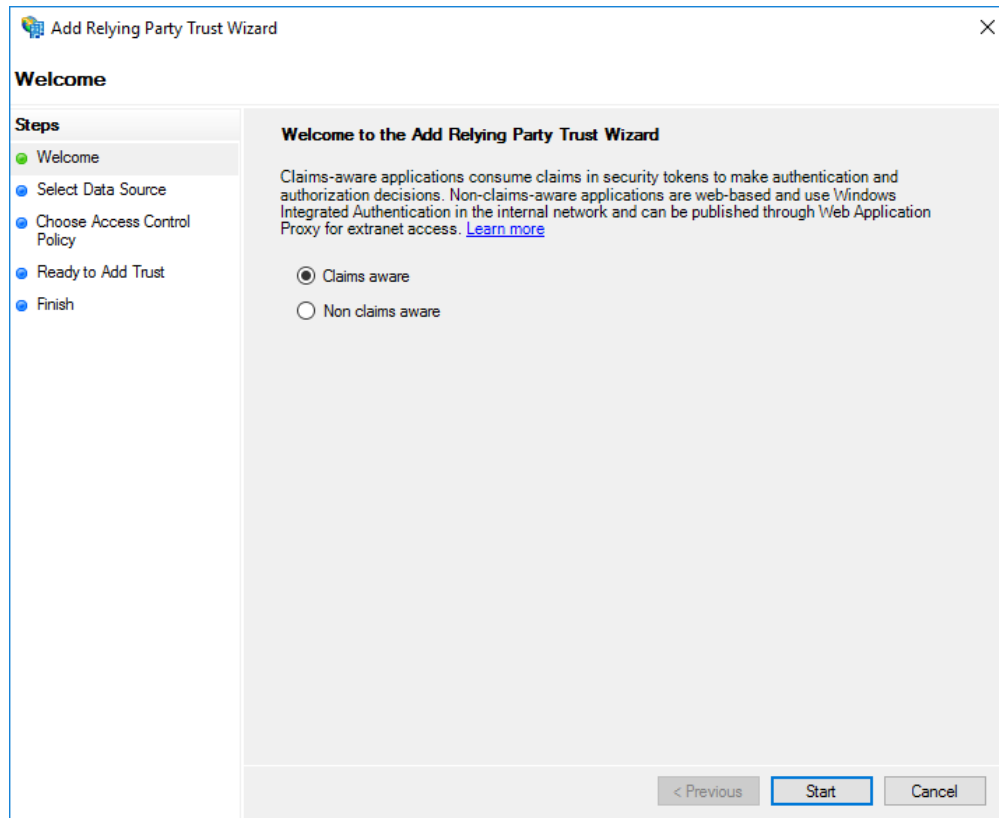 Add Relying Party Trust Wizard
Welcome
Steps
Welcome
Select Data Source
Choose Access Control
Policy
Ready to Add Trust
Finish
Welcome to the Add Relying Party Trust Wizard
Claims-aware applications consume claims in security tokens to make authentication and
authorization decisions. Non-claims-aware applications are web-based and use Windows
Integrated Authentication in the internal network and can be published through Web Application
Proxy for extranet access. Learn more
Claims aware
Non claims aware
< Previous
Start
Cancel